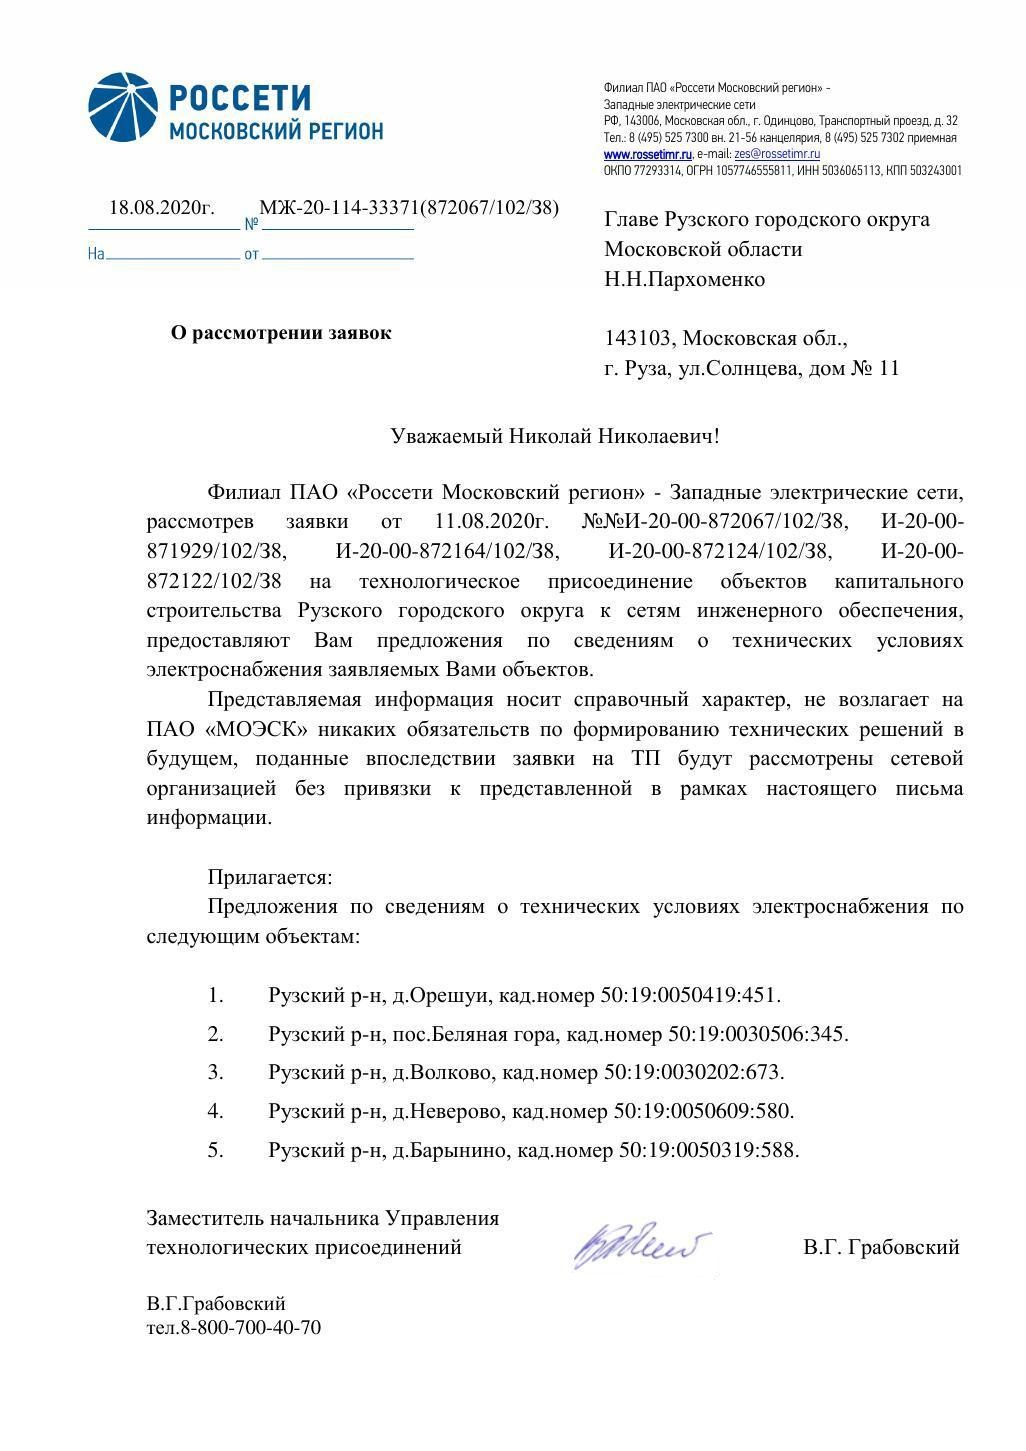 РОССЕТИ
МОСКОВСКИЙ РЕГИОН
Филиал ПАО «Россети Московский регион» -
Западные электрические сети
РФ, 143006, Московская обл., г. Одинцово, Транспортный проезд, д. 32
Тел.: 8 (495) 525 7300 вн. 21-56 канцелярия, 8 (495) 525 7302 приемная
www.rossetimr.ru, e-mail: zes@rossetimr.ru
ОКПО 77293314, ОГРН 1057746555811, ИНН 5036065113, КПП 503243001
18.08.2020г. № МЖ-20-114-33371(872067/102/З8)
На от
Главе Рузского городского округа
Московской области
Н.Н.Пархоменко
О рассмотрении заявок
143103, Московская обл.,
г. Руза, ул.Солнцева, дом № 11
Уважаемый Николай Николаевич!
Филиал ПАО «Россети Московский регион» - Западные электрические сети,
рассмотрев заявки от 11.08.2020г. №№И-20-00-872067/102/З8, И-20-00-
871929/102/З8, И-20-00-872164/102/З8, И-20-00-872124/102/З8, И-20-00-
872122/102/З8 на технологическое присоединение объектов капитального
строительства Рузского городского округа к сетям инженерного обеспечения,
предоставляют Вам предложения по сведениям о технических условиях
электроснабжения заявляемых Вами объектов.
Представляемая информация носит справочный характер, не возлагает на
ПАО «МОЭСК» никаких обязательств по формированию технических решений в
будущем, поданные впоследствии заявки на ТП будут рассмотрены сетевой
организацией без привязки к представленной в рамках настоящего письма
информации.
Прилагается:
Предложения по сведениям о технических условиях электроснабжения по
следующим объектам:
1. Рузский р-н, д.Орешуи, кад.номер 50:19:0050419:451.
2. Рузский р-н, пос.Беляная гора, кад.номер 50:19:0030506:345.
3. Рузский р-н, д.Волково, кад.номер 50:19:0030202:673.
4. Рузский р-н, д.Неверово, кад.номер 50:19:0050609:580.
5. Рузский р-н, д.Барынино, кад.номер 50:19:0050319:588.
Заместитель начальника Управления
технологических присоединений В.Г. Грабовский
В.Г.Грабовский
тел.8-800-700-40-70